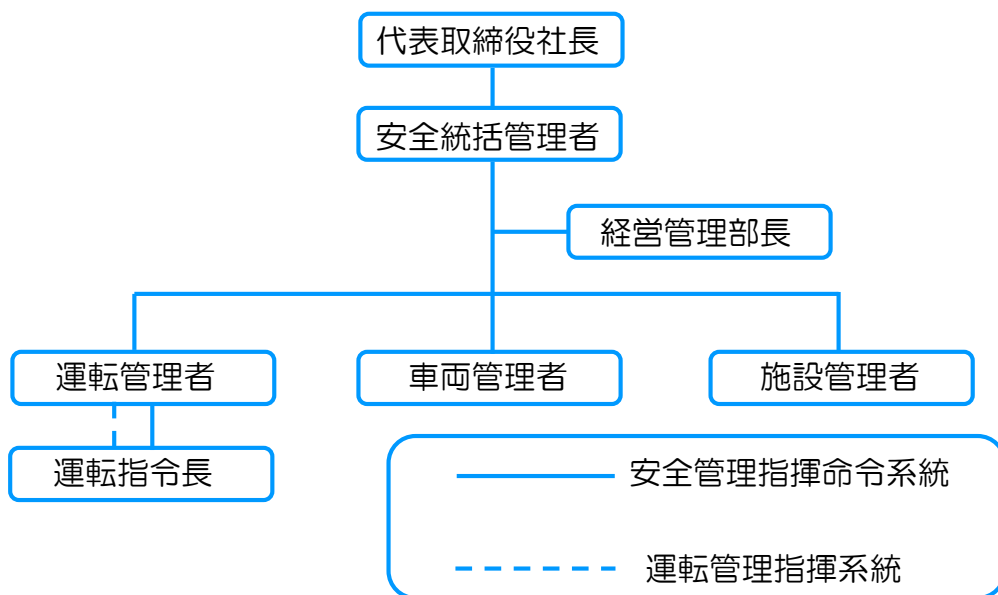 代表取締役社長
安全統括管理者
経営管理部長
運転管理者
車両管理者
施設管理者
運転指令長
安全管理指揮命令系統
運転管理指揮系統